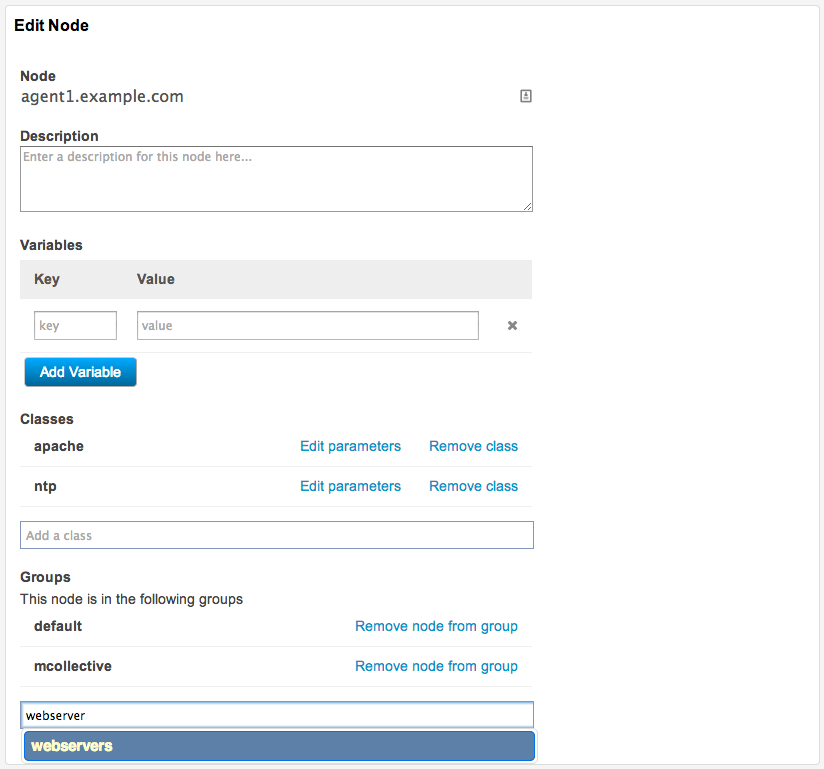 Edit Node
Node
agent1.example.com
Description
Enter a description for this node here...
Variables
Key Value
key value
Add Variable
Classes
apache Edit parameters Remove class
ntp Edit parameters Remove class
Add a class
Groups
This node is in the following groups
default Remove node from group
mcollective Remove node from group
webserver
webservers